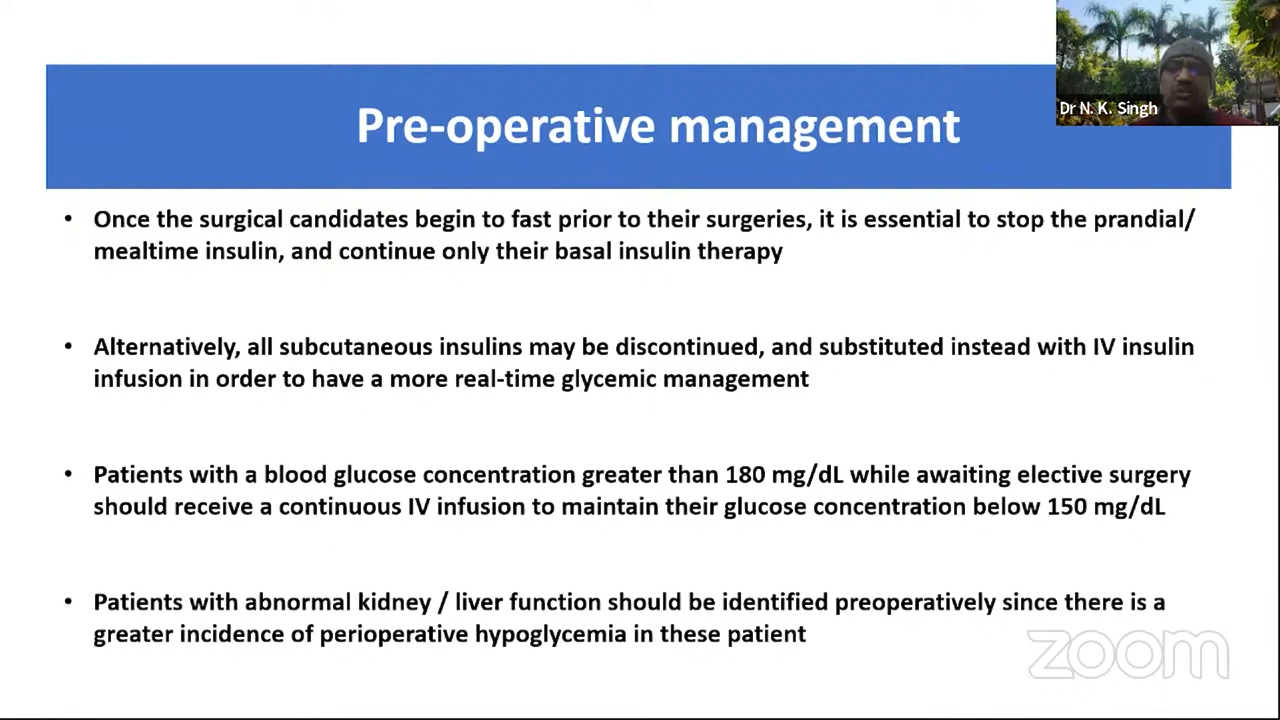 Dr N. K. Singh
Pre-operative management
• Once the surgical candidates begin to fast prior to their surgeries, it is essential to stop the prandial/
mealtime insulin, and continue only their basal insulin therapy
• Alternatively, all subcutaneous insulins may be discontinued, and substituted instead with IV insulin
infusion in order to have a more real-time glycemic management
• Patients with a blood glucose concentration greater than 180 mg/dL while awaiting elective surgery
should receive a continuous IV infusion to maintain their glucose concentration below 150 mg/dL
• Patients with abnormal kidney / liver function should be identified preoperatively since there is a
greater incidence of perioperative hypoglycemia in these patient
zoom